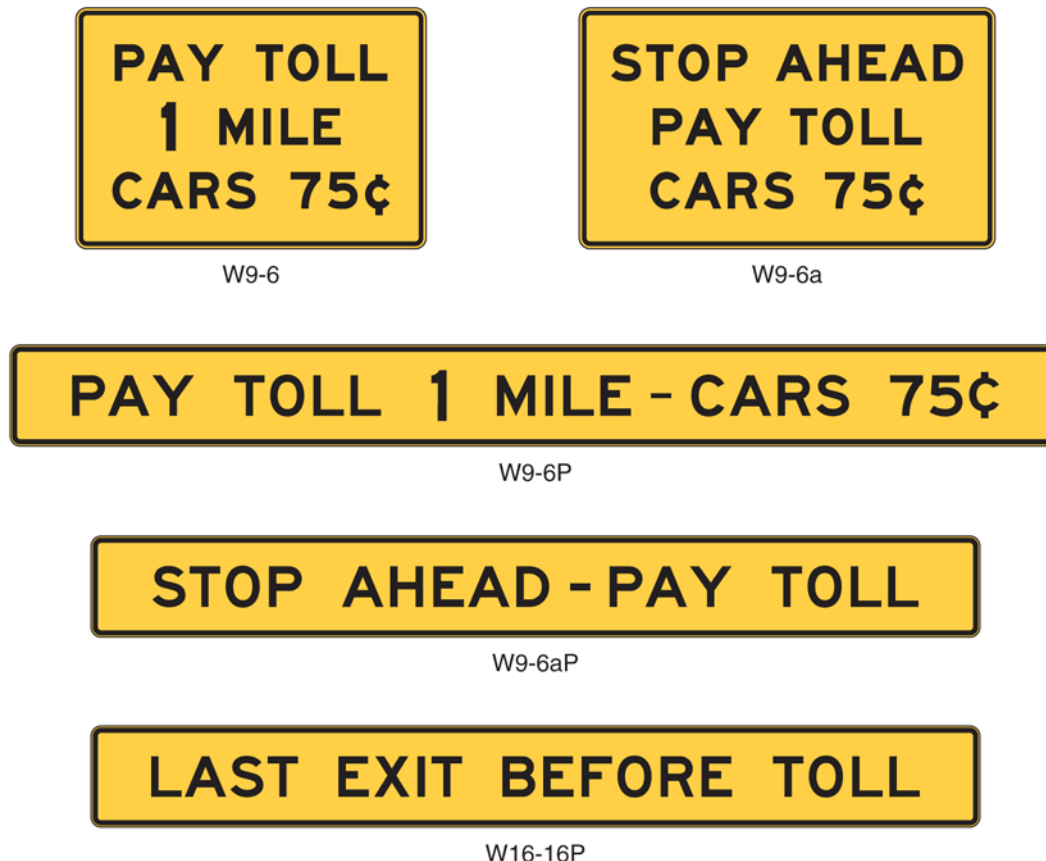 PAY TOLL
1 MILE
CARS 75¢
W9-6
STOP AHEAD
PAY TOLL
CARS 75¢
W9-6a
PAY TOLL 1 MILE – CARS 75¢
W9-6P
STOP AHEAD – PAY TOLL
W9-6aP
LAST EXIT BEFORE TOLL
W16-16P